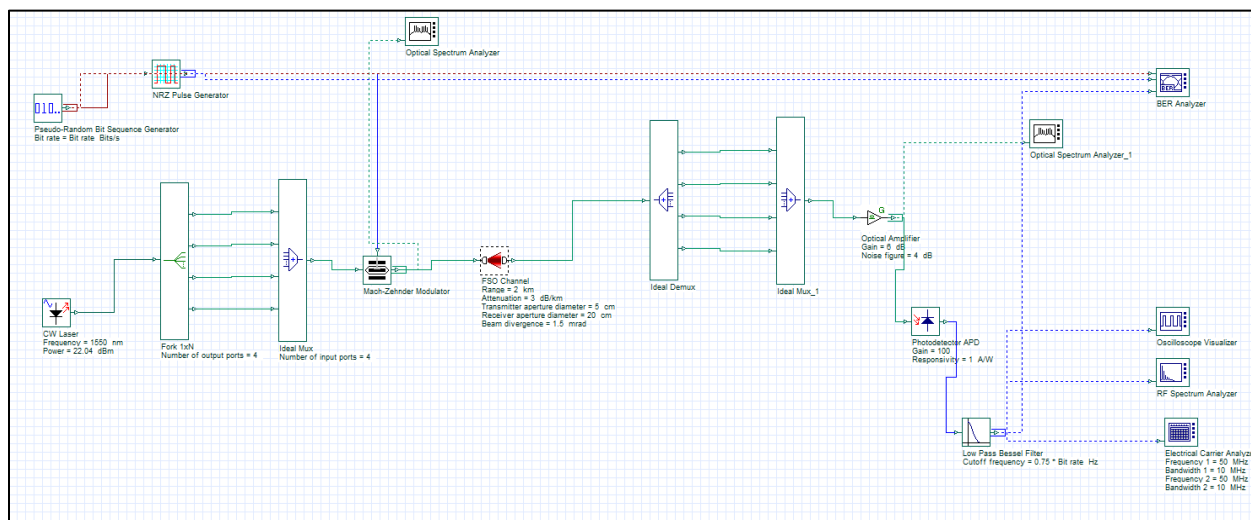 Optical Spectrum Analyzer
NRZ Pulse Generator
BER
BER Analyzer
Pseudo-Random Bit Sequence Generator
Bit rate = Bit rate  Bits/s
Optical Spectrum Analyzer_1
G
Optical Amplifier
Gain = 6  dB
Noise figure = 4  dB
Mach-Zehnder Modulator
FSO Channel
Range = 2  km
Attenuation = 3  dB/km
Transmitter aperture diameter = 5  cm
Receiver aperture diameter = 20  cm
Beam divergence = 1.5  mrad
Ideal Demux
Ideal Mux_1
CW Laser
Frequency = 1550  nm
Power = 22.04  dBm
Fork 1xN
Number of output ports = 4
Ideal Mux
Number of input ports = 4
Photodetector APD
Gain = 100
Responsivity = 1  A/W
Oscilloscope Visualizer
RF Spectrum Analyzer
Low Pass Bessel Filter
Cutoff frequency = 0.75 * Bit rate  Hz
Electrical Carrier Analyze
Frequency 1 = 50  MHz
Bandwidth 1 = 10  MHz
Frequency 2 = 50  MHz
Bandwidth 2 = 10  MHz